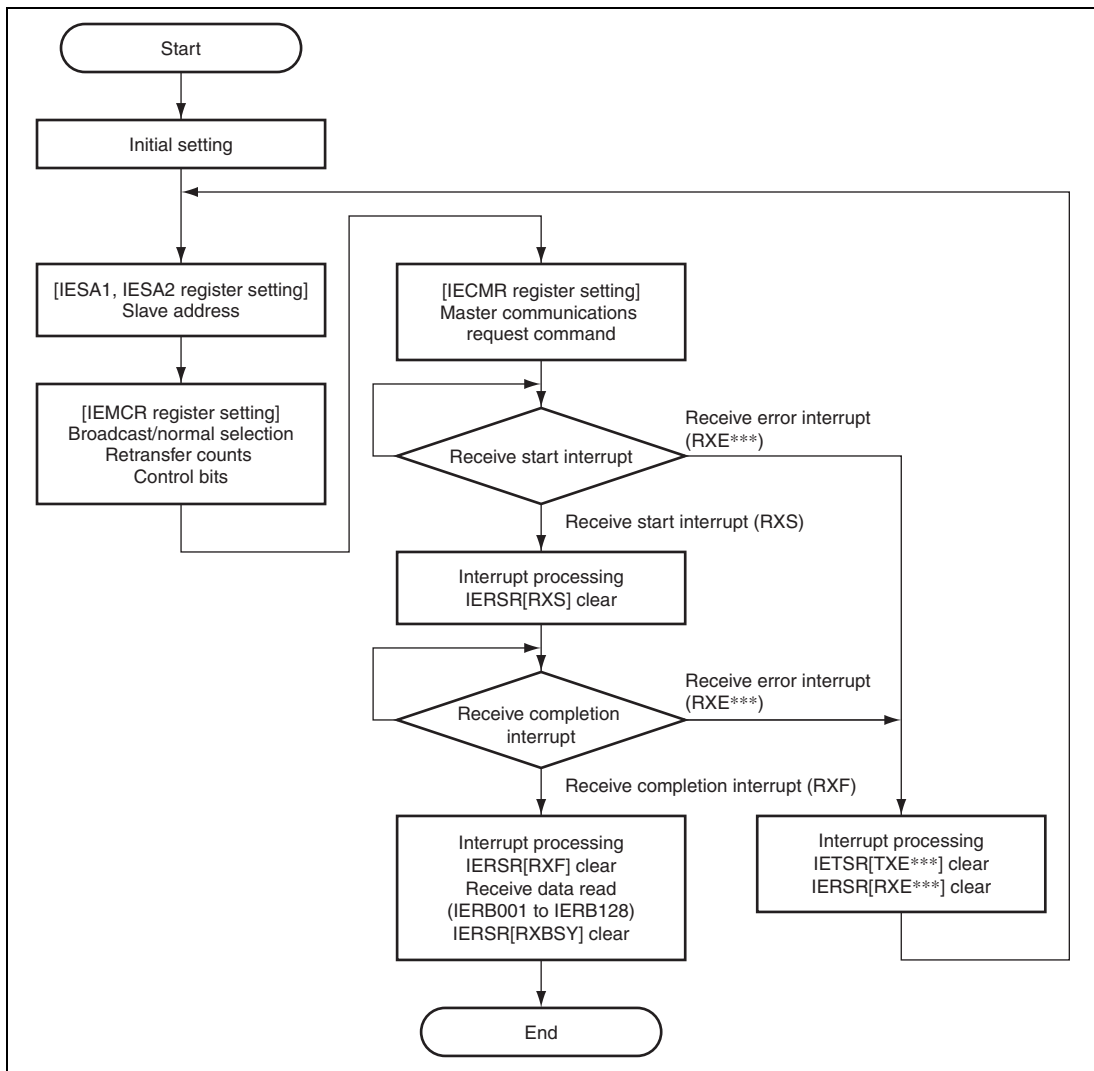 Start
Initial setting
[IESA1, IESA2 register setting]
Slave address
[IEMCR register setting]
Broadcast/normal selection
Retransfer counts
Control bits
[IECMR register setting]
Master communications
request command
Receive start interrupt
Receive error interrupt
(RXE***)
Receive start interrupt (RXS)
Interrupt processing
IERSR[RXS] clear
Receive completion
interrupt
Receive error interrupt
(RXE***)
Receive completion interrupt (RXF)
Interrupt processing
IERSR[RXF] clear
Receive data read
(IERB001 to IERB128)
IERSR[RXBSY] clear
Interrupt processing
IETSR[TXE***] clear
IERSR[RXE***] clear
End